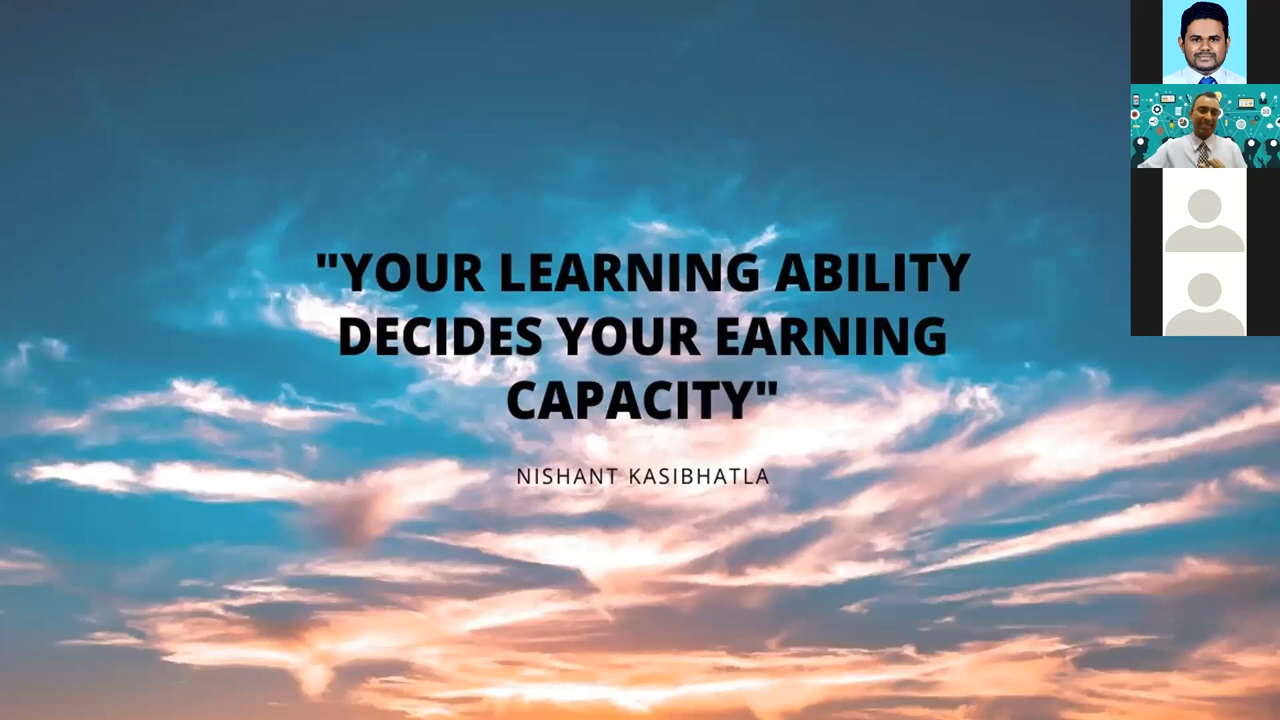 "YOUR LEARNING ABILITY
DECIDES YOUR EARNING
CAPACITY"
NISHANT KASIBHATLA